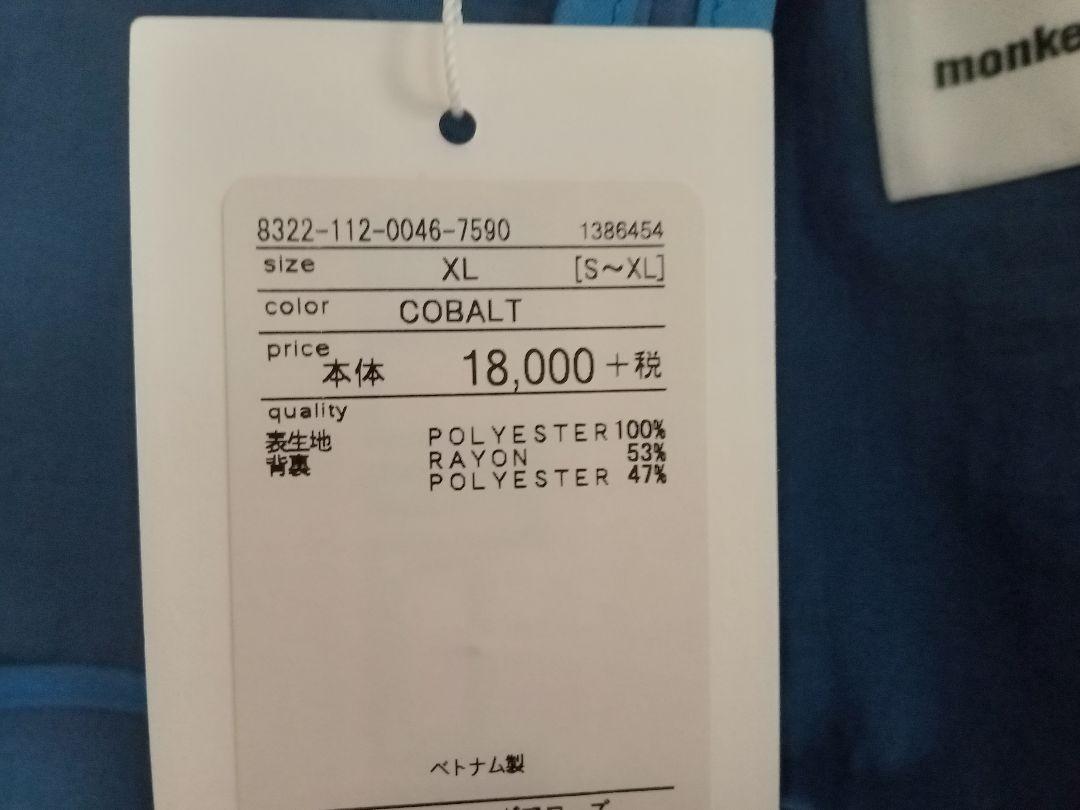 monke
8322-112-0046-7590 1386454
size XL [S～XL]
color COBALT
price 本体 18,000 +税
quality
表生地 POLYESTER 100%
背裏 RAYON 53%
POLYESTER 47%
ベトナム製